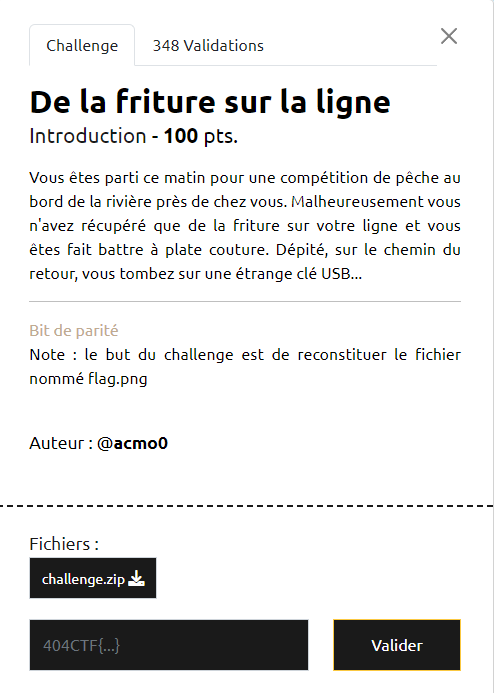 Challenge
348 Validations
De la friture sur la ligne
Introduction - 100 pts.
Vous êtes parti ce matin pour une compétition de pêche au
bord de la rivière près de chez vous. Malheureusement vous
n'avez récupéré que de la friture sur votre ligne et vous
êtes fait battre à plate couture. Dépité, sur le chemin du
retour, vous tombez sur une étrange clé USB...
Bit de parité
Note : le but du challenge est de reconstituer le fichier
nommé flag.png
Auteur : @acmo0
Fichiers :
challenge.zip
404CTF{...}
Valider